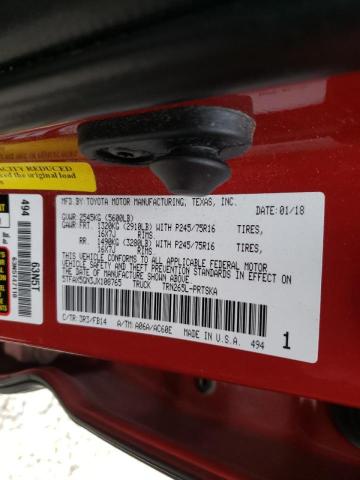 MFD.BY TOYOTA MOTOR MANUFACTURING, TEXAS, INC.
DATE: 01/18
GVWR 2545KG (5600LB)
GAWR FRT. 1320KG (2910LB) WITH P245/75R16 TIRES,
16X7J RIMS
RR. 1490KG (3280LB) WITH P245/75R16 TIRES,
16X7J RIMS
THIS VEHICLE CONFORMS TO ALL APPLICABLE FEDERAL MOTOR
VEHICLE SAFETY AND THEFT PREVENTION STANDARDS IN EFFECT ON
THE DATE OF MANUFACTURE SHOWN ABOVE.
TRUCK TRN265L-PRTSKA
C/TR: 3R3/FB14 A/TM: A06A/AC60E MADE IN U.S.A. 494 1
CAPACITY REDUCED
the original load
494
63N5T